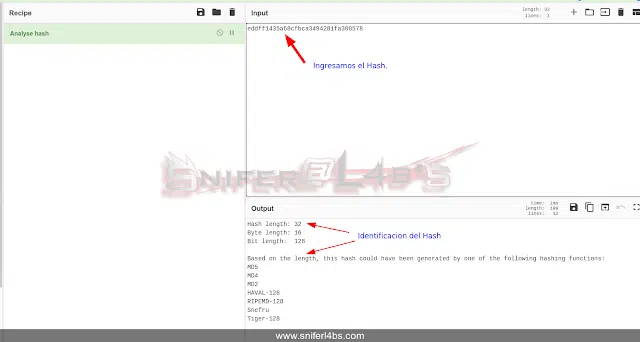 Recipe
Analyse hash
Input
length: 32
lines: 1
Ingresamos el Hash.
Snifer@L4b's
Output
time: 1ms
length:
lines: 12
Hash length: 32
Byte length: 16
Bit length: 128
Identificacion del Hash
Based on the length, this hash could have been generated by one of the following hashing functions:
MD5
MD4
MD2
HAVAL-128
RIPEMD-128
Snefru
Tiger-128
www.sniferl4bs.com